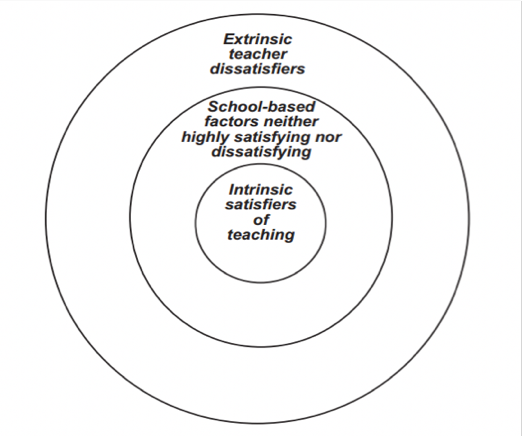 Extrinsic
teacher
dissatisfiers
School-based
factors neither
highly satisfying nor
dissatisfying
Intrinsic
satisfiers
of
teaching